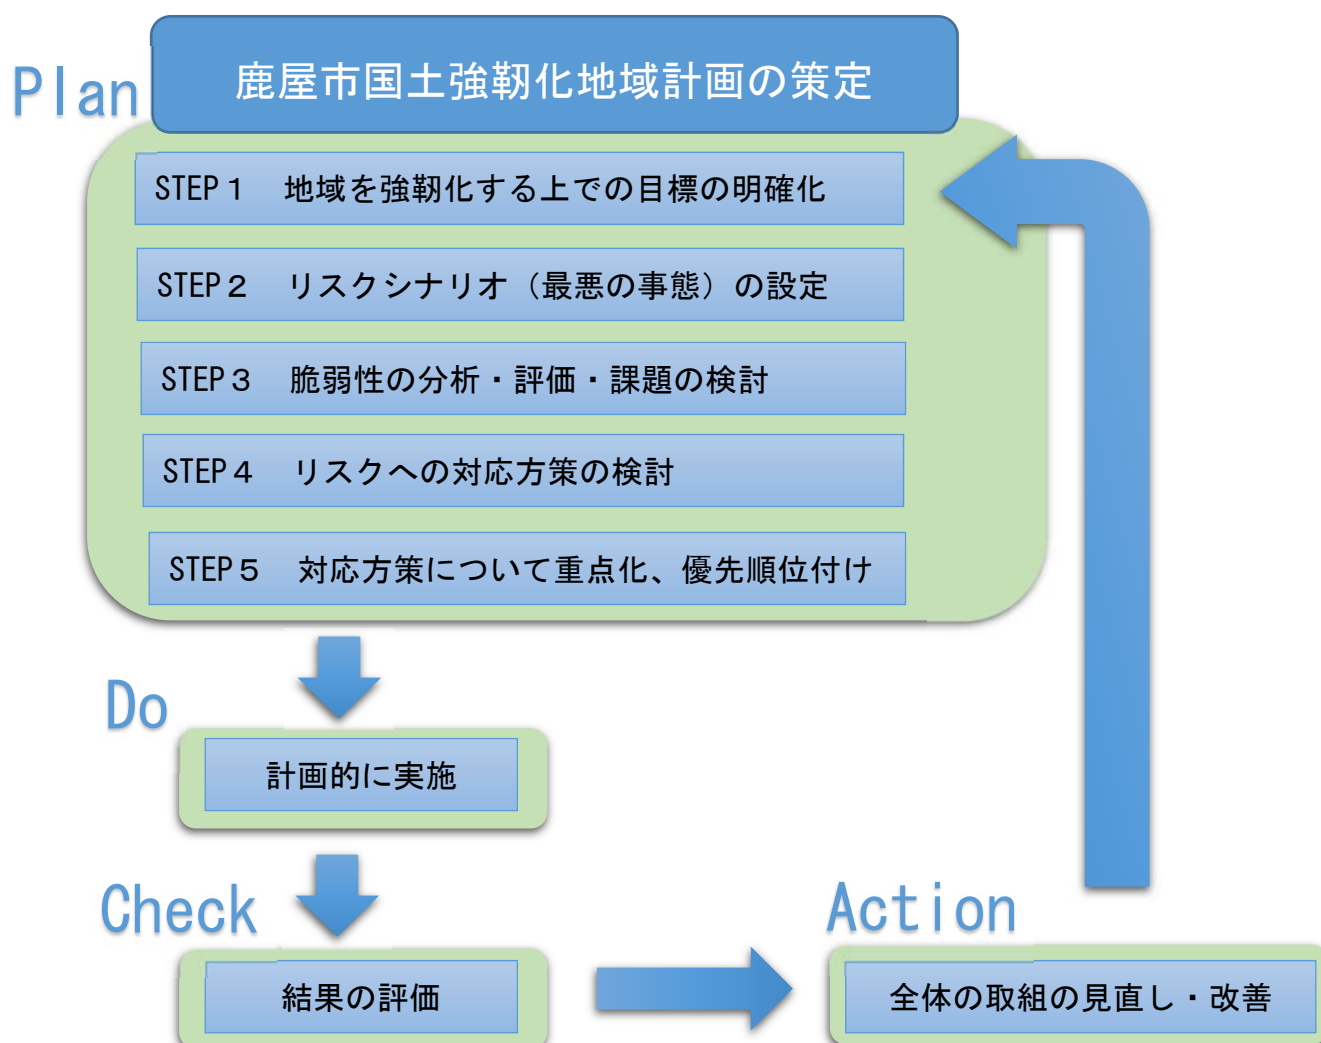 Plan
鹿屋市国土強靭化地域計画の策定
STEP１　地域を強靭化する上での目標の明確化
STEP２　リスクシナリオ（最悪の事態）の設定
STEP３　脆弱性の分析・評価・課題の検討
STEP４　リスクへの対応方策の検討
STEP５　対応方策について重点化、優先順位付け
Do
計画的に実施
Check
結果の評価
Action
全体の取組の見直し・改善